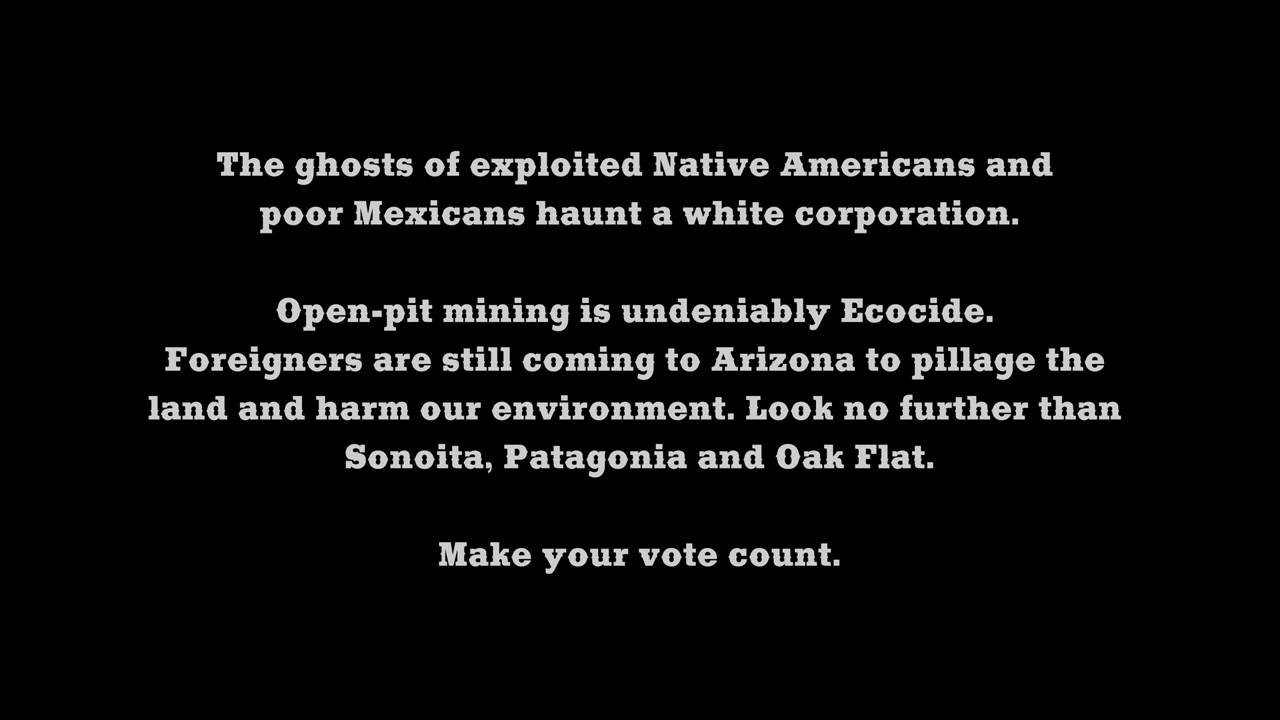 The ghosts of exploited Native Americans and
poor Mexicans haunt a white corporation.
Open-pit mining is undeniably Ecocide.
Foreigners are still coming to Arizona to pillage the
land and harm our environment. Look no further than
Sonoita, Patagonia and Oak Flat.
Make your vote count.